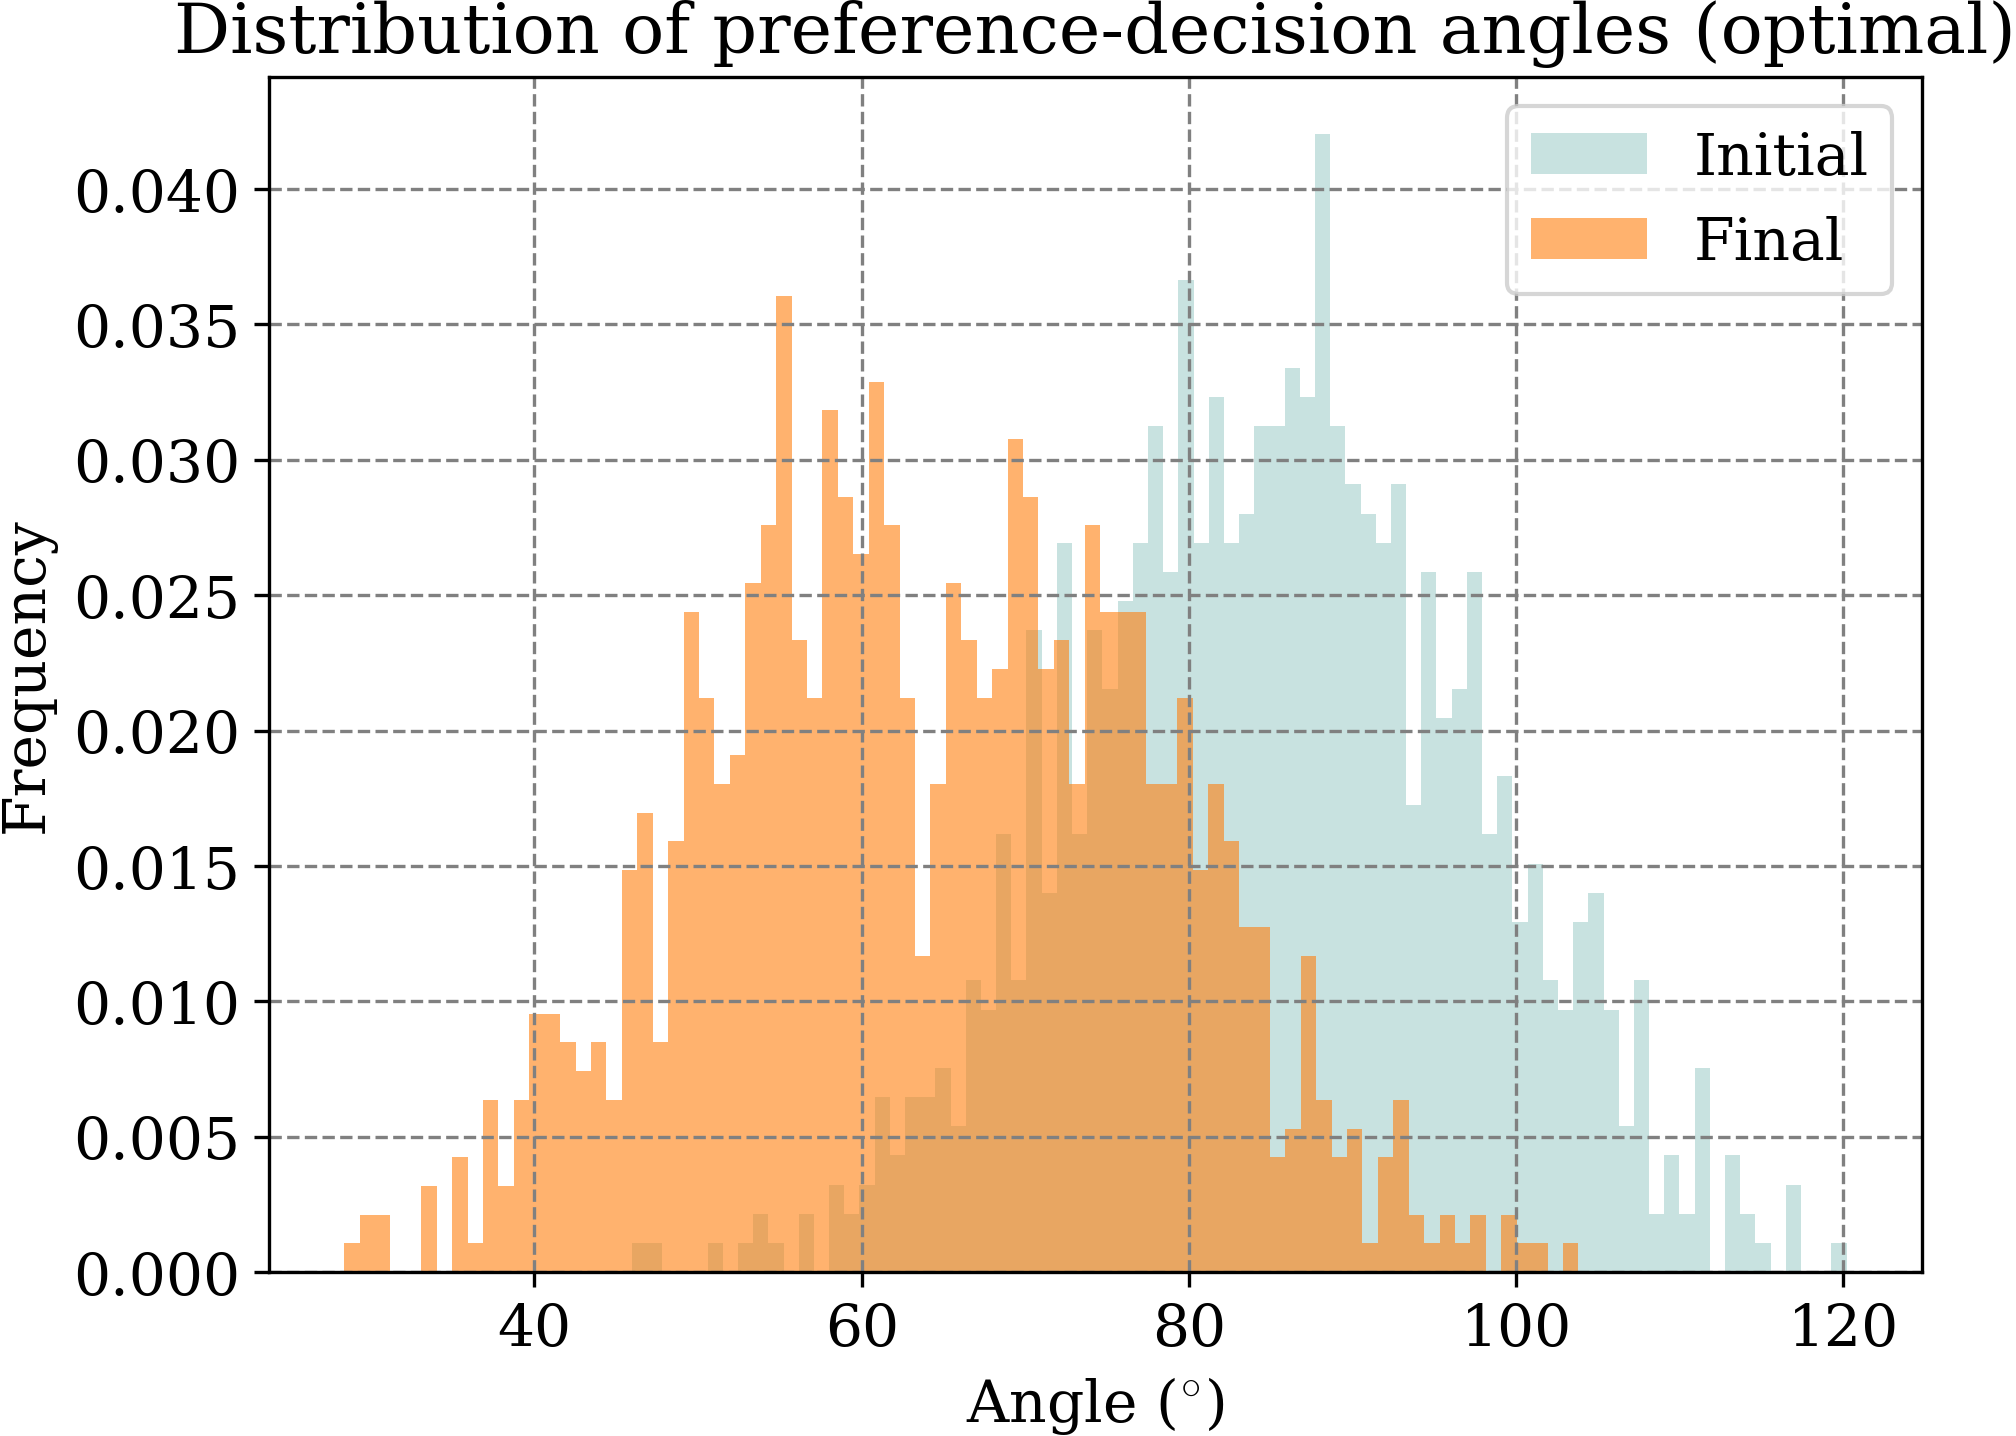 Distribution of preference-decision angles (optimal)
Initial
Final
0.040
0.035
0.030
0.025
0.020
0.015
0.010
0.005
0.000
Frequency
40 60 80 100 120
Angle (°)